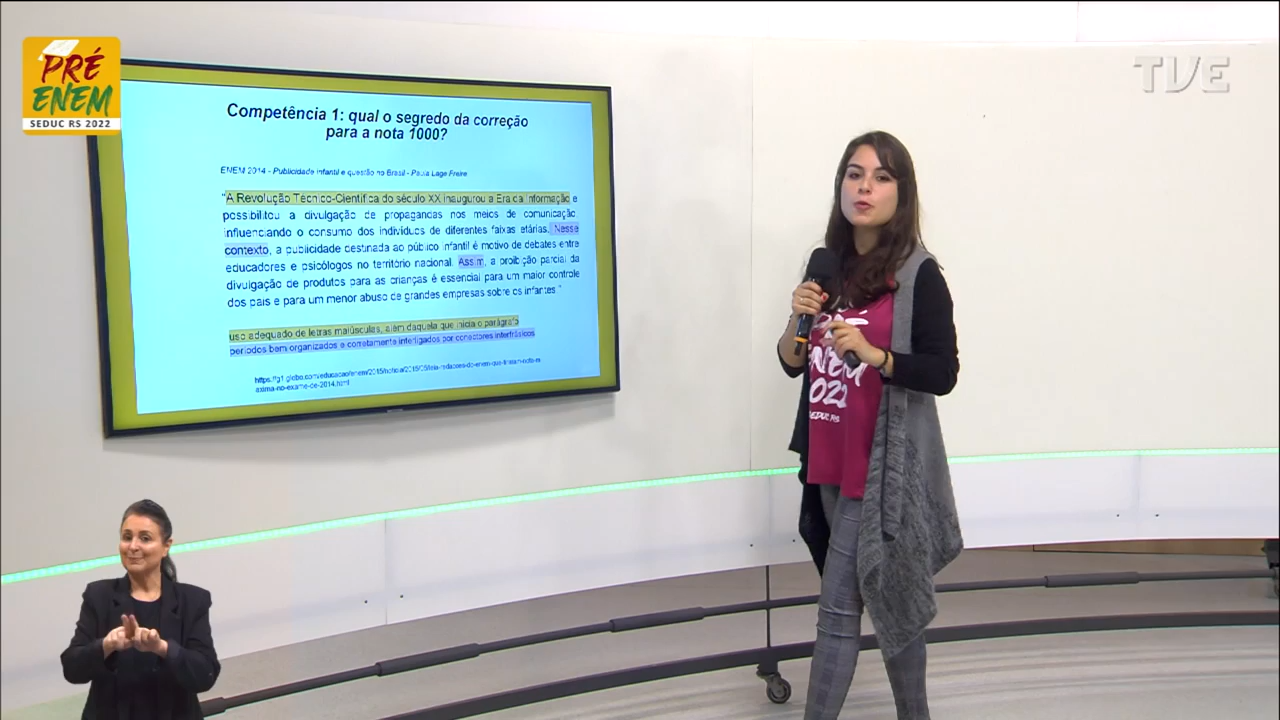 PRÉ
ENEM
SEDUC RS 2022
TVE
Competência 1: qual o segredo da correção
para a nota 1000?
ENEM 2014 - Publicidade infantil e questão no Brasil - Paula Lage Freire
"A Revolução Técnico-Científica do século XX inaugurou a Era da Informação e
possibilitou a divulgação de propagandas nos meios de comunicação,
influenciando o consumo dos indivíduos de diferentes faixas etárias. Nesse
contexto, a publicidade destinada ao público infantil é motivo de debates entre
educadores e psicólogos no território nacional. Assim, a proibição parcial da
divulgação de produtos para as crianças é essencial para um maior controle
dos pais e para um menor abuso de grandes empresas sobre os infantes."
uso adequado de letras maiúsculas, além daquela que inicia o parágrafo
períodos bem organizados e corretamente interligados por conectores interfrásicos
ENEM
2022
SEDUC RS